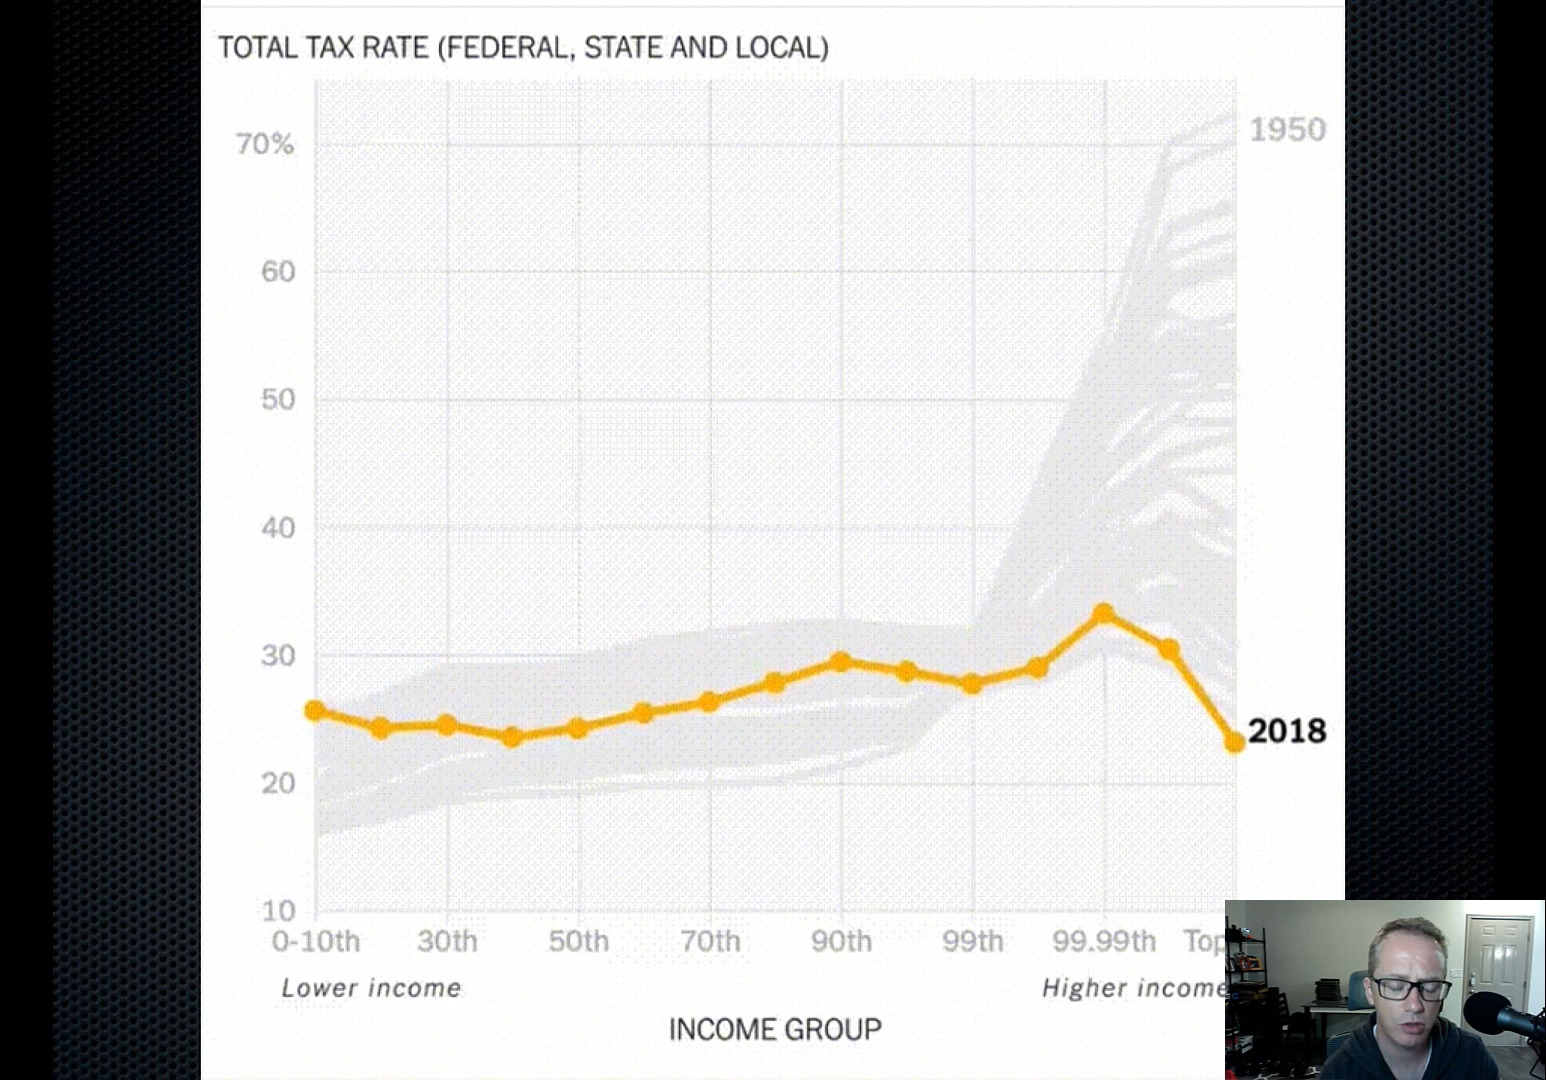 TOTAL TAX RATE (FEDERAL, STATE AND LOCAL)
1950
70%
60
50
40
30
2018
20
10
0-10th 30th 50th 70th 90th 99th 99.99th Top
Lower income Higher income
INCOME GROUP